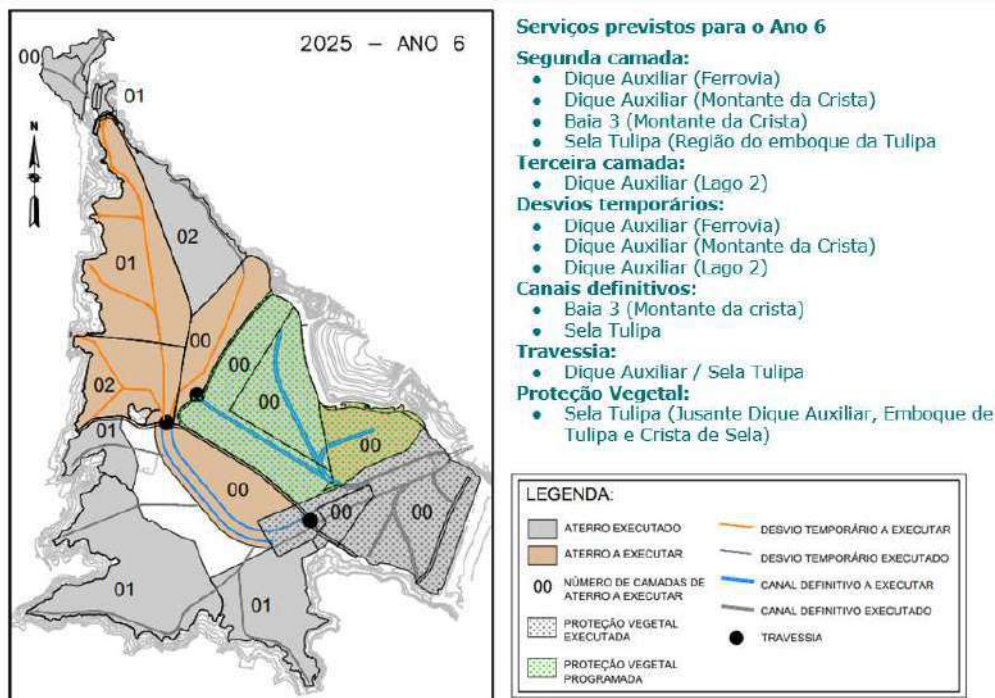 2025 - ANO 6
00
01
N
02
01
00
00
00
02
00
01
00
00
00
01
01
Serviços previstos para o Ano 6
Segunda camada:
• Dique Auxiliar (Ferrovia)
• Dique Auxiliar (Montante da Crista)
• Baia 3 (Montante da Crista)
• Sela Tulipa (Região do emboque da Tulipa
Terceira camada:
• Dique Auxiliar (Lago 2)
Desvios temporários:
• Dique Auxiliar (Ferrovia)
• Dique Auxiliar (Montante da Crista)
• Dique Auxiliar (Lago 2)
Canais definitivos:
• Baia 3 (Montante da crista)
• Sela Tulipa
Travessia:
• Dique Auxiliar / Sela Tulipa
Proteção Vegetal:
• Sela Tulipa (Jusante Dique Auxiliar, Emboque de
Tulipa e Crista de Sela)
LEGENDA:
ATERRO EXECUTADO
ATERRO A EXECUTAR
00 NÚMERO DE CAMADAS DE
ATERRO A EXECUTAR
PROTEÇÃO VEGETAL
EXECUTADA
PROTEÇÃO VEGETAL
PROGRAMADA
DESVIO TEMPORÁRIO A EXECUTAR
DESVIO TEMPORÁRIO EXECUTADO
CANAL DEFINITIVO A EXECUTAR
CANAL DEFINITIVO EXECUTADO
TRAVESSIA